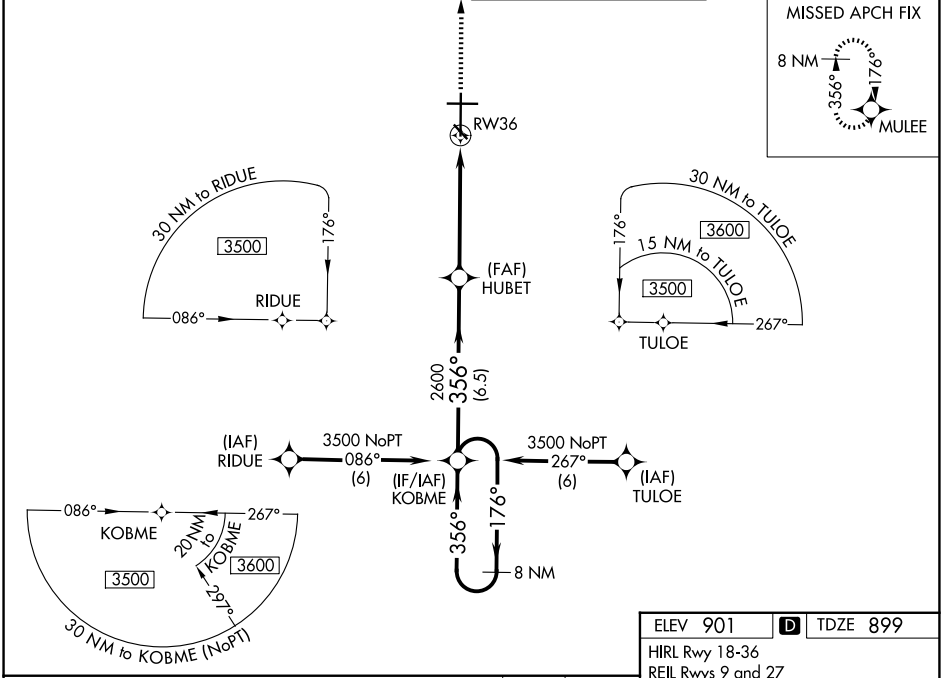 MISSED APCH FIX
8 NM
356°
176°
MULEE
RW36
30 NM to RIDUE
3500
176°
RIDUE
086°
30 NM to TULOE
3600
176°
15 NM to TULOE
3500
267°
TULOE
(FAF)
HUBET
2600
356°
(6.5)
(IAF)
RIDUE
3500 NoPT
086°
(6)
(IF/IAF)
KOBME
3500 NoPT
267°
(6)
(IAF)
TULOE
356°
176°
8 NM
086°
267°
KOBME
20 NM
to
KOBME
3500
3600
297°
30 NM to KOBME (NoPT)
ELEV 901 D TDZE 899
HIRL Rwy 18-36
REIL Rwys 9 and 27